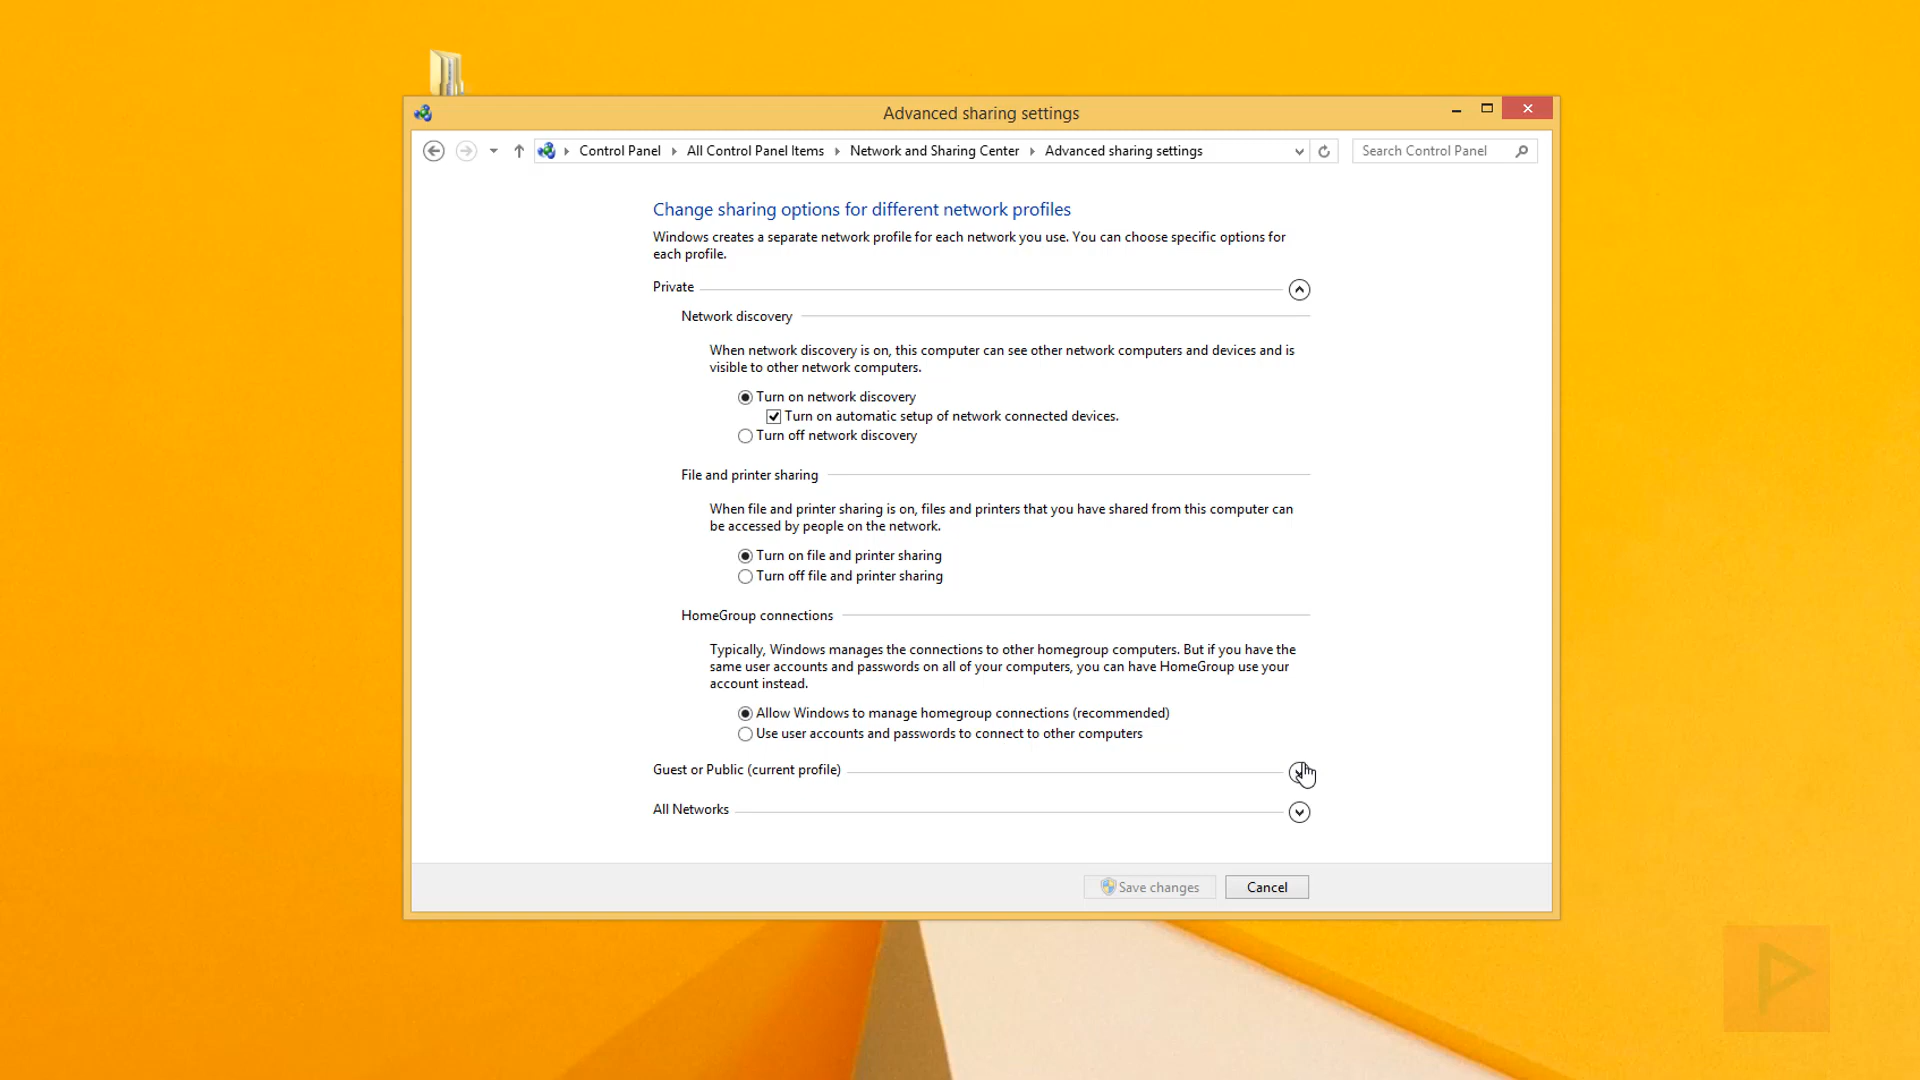 Advanced sharing settings
Control Panel All Control Panel Items Network and Sharing Center Advanced sharing settings Search Control Panel
Change sharing options for different network profiles
Windows creates a separate network profile for each network you use. You can choose specific options for
each profile.
Private
Network discovery
When network discovery is on, this computer can see other network computers and devices and is
visible to other network computers.
Turn on network discovery
Turn on automatic setup of network connected devices.
Turn off network discovery
File and printer sharing
When file and printer sharing is on, files and printers that you have shared from this computer can
be accessed by people on the network.
Turn on file and printer sharing
Turn off file and printer sharing
HomeGroup connections
Typically, Windows manages the connections to other homegroup computers. But if you have the
same user accounts and passwords on all of your computers, you can have HomeGroup use your
account instead.
Allow Windows to manage homegroup connections (recommended)
Use user accounts and passwords to connect to other computers
Guest or Public (current profile)
All Networks
Save changes Cancel